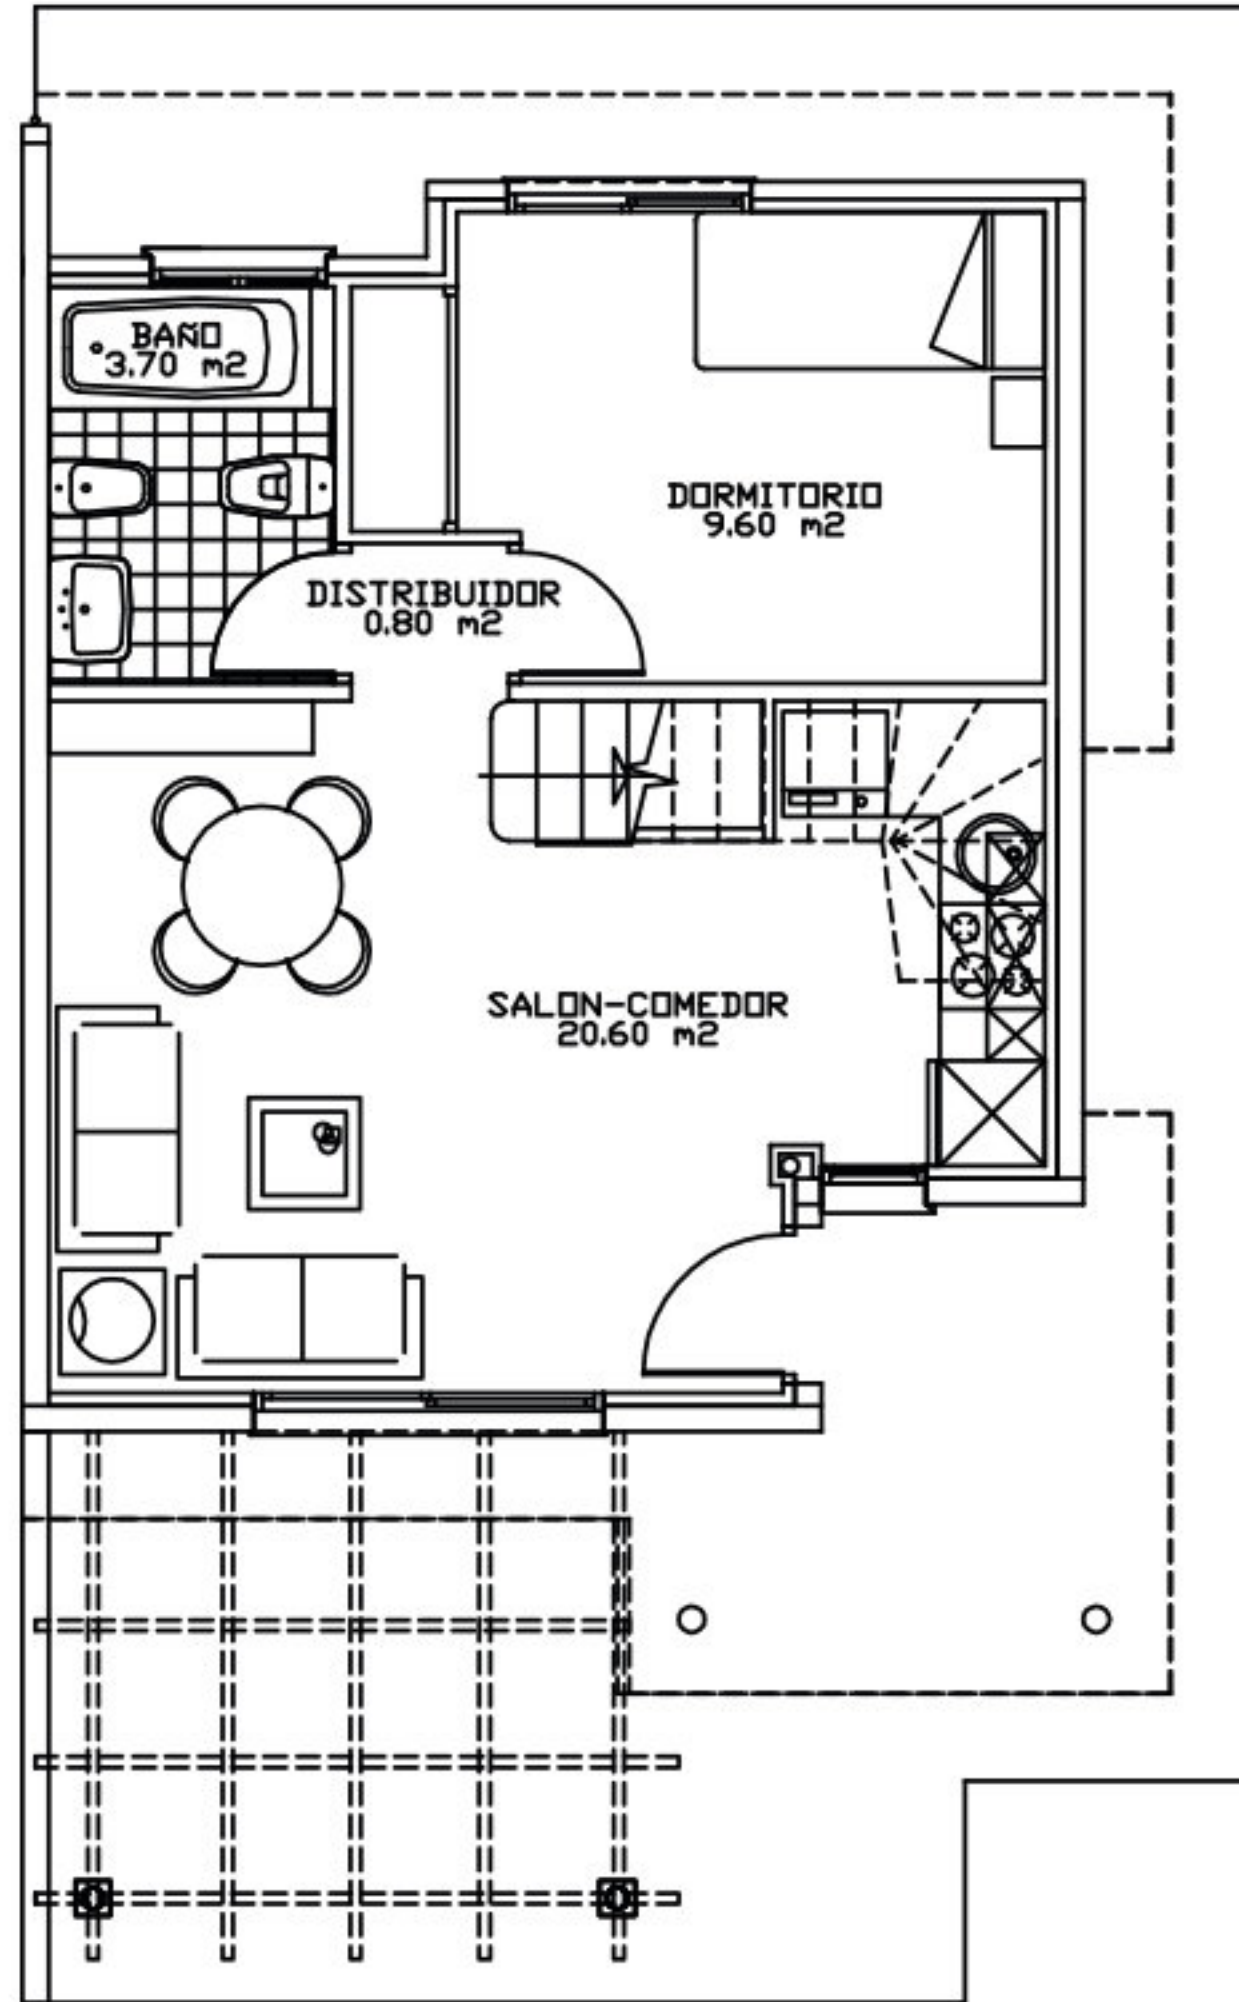 BAÑO
3.70 m2
DORMITORIO
9.60 m2
DISTRIBUIDOR
0.80 m2
SALON-COMEDOR
20.60 m2